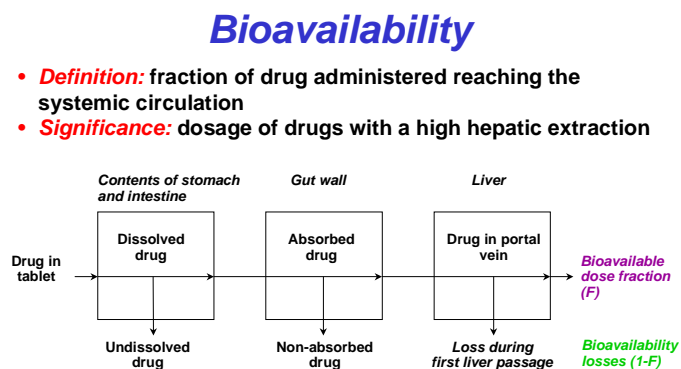 Bioavailability
• Definition: fraction of drug administered reaching the
systemic circulation
• Significance: dosage of drugs with a high hepatic extraction
Contents of stomach
and intestine
Gut wall
Liver
Drug in
tablet
Dissolved
drug
Absorbed
drug
Drug in portal
vein
Bioavailable
dose fraction
(F)
Undissolved
drug
Non-absorbed
drug
Loss during
first liver passage
Bioavailability
losses (1-F)